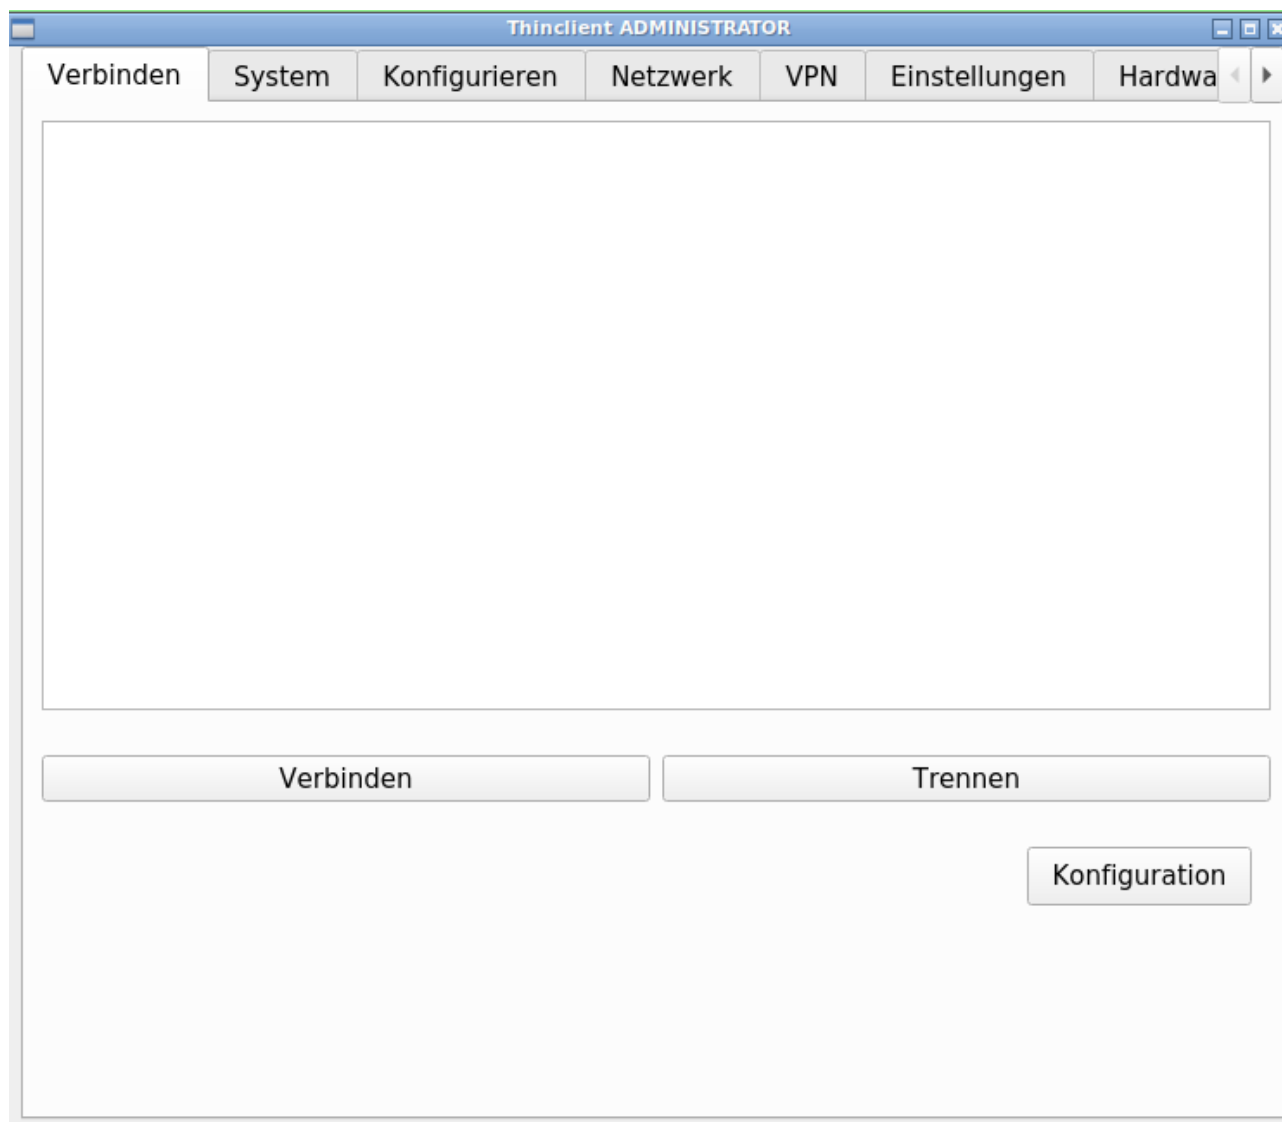 Thinclient ADMINISTRATOR
Verbinden System Konfigurieren Netzwerk VPN Einstellungen Hardwa
Verbinden Trennen
Konfiguration